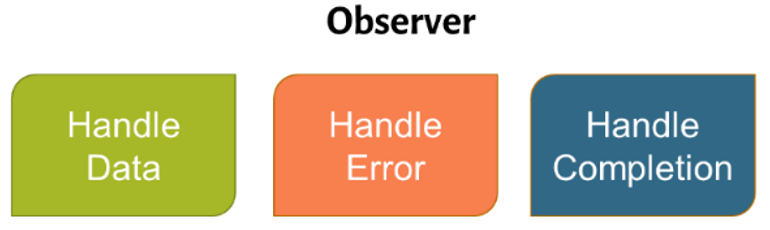 Observer
Handle
Data
Handle
Error
Handle
Completion